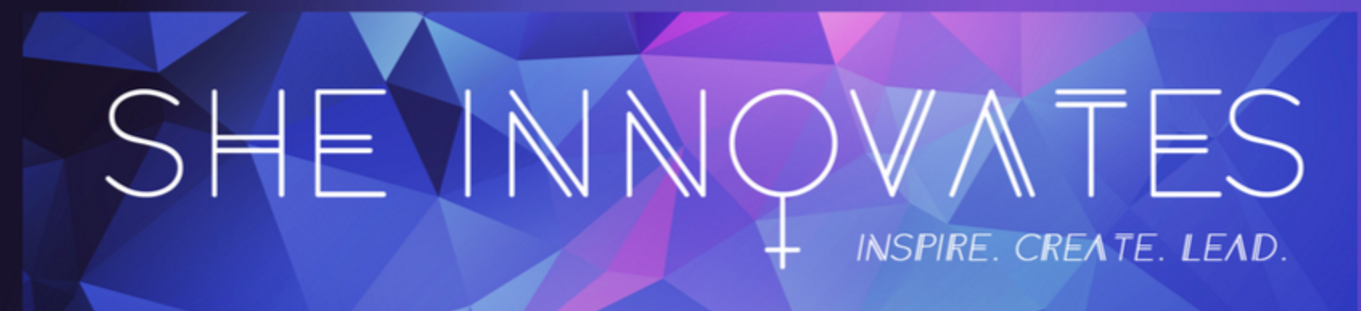 SHE INNOVATES
INSPIRE. CREATE. LEAD.